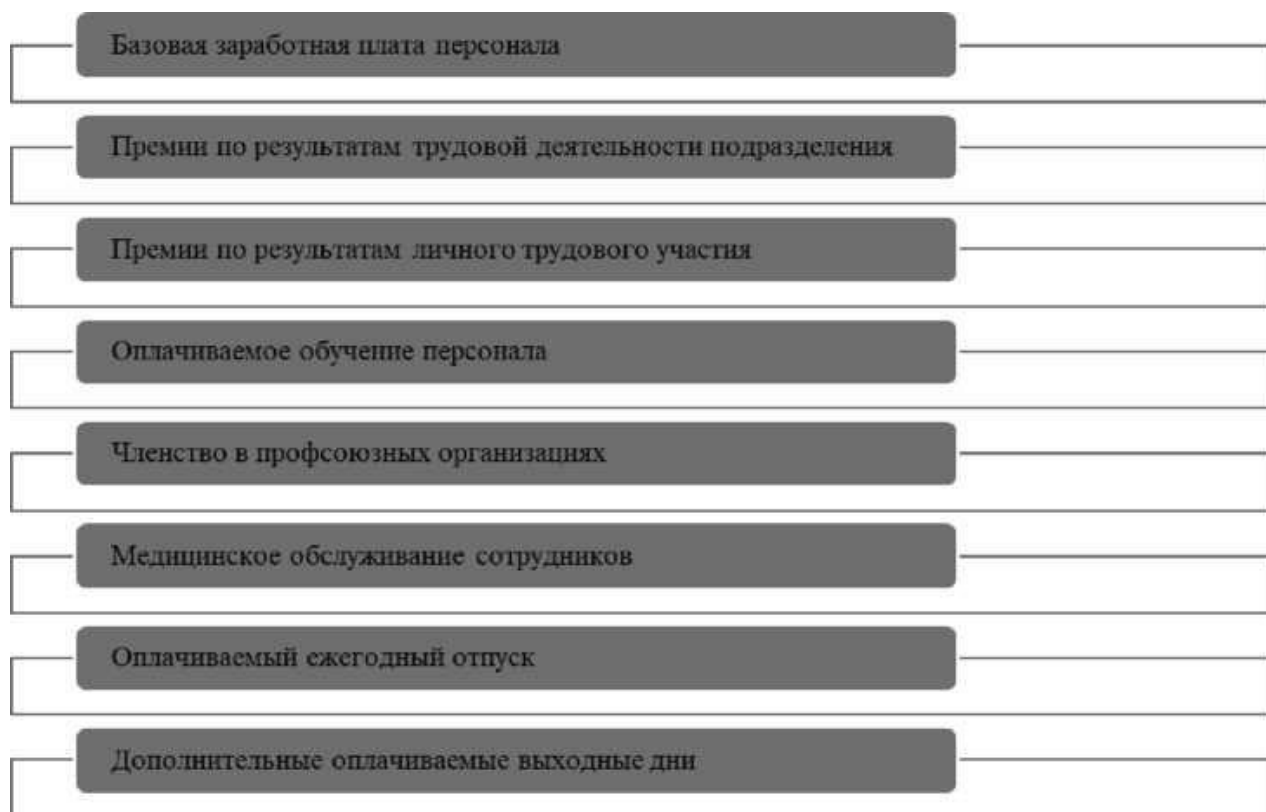 Базовая заработная плата персонала
Премии по результатам трудовой деятельности подразделения
Премии по результатам личного трудового участия
Оплачиваемое обучение персонала
Членство в профсоюзных организациях
Медицинское обслуживание сотрудников
Оплачиваемый ежегодный отпуск
Дополнительные оплачиваемые выходные дни